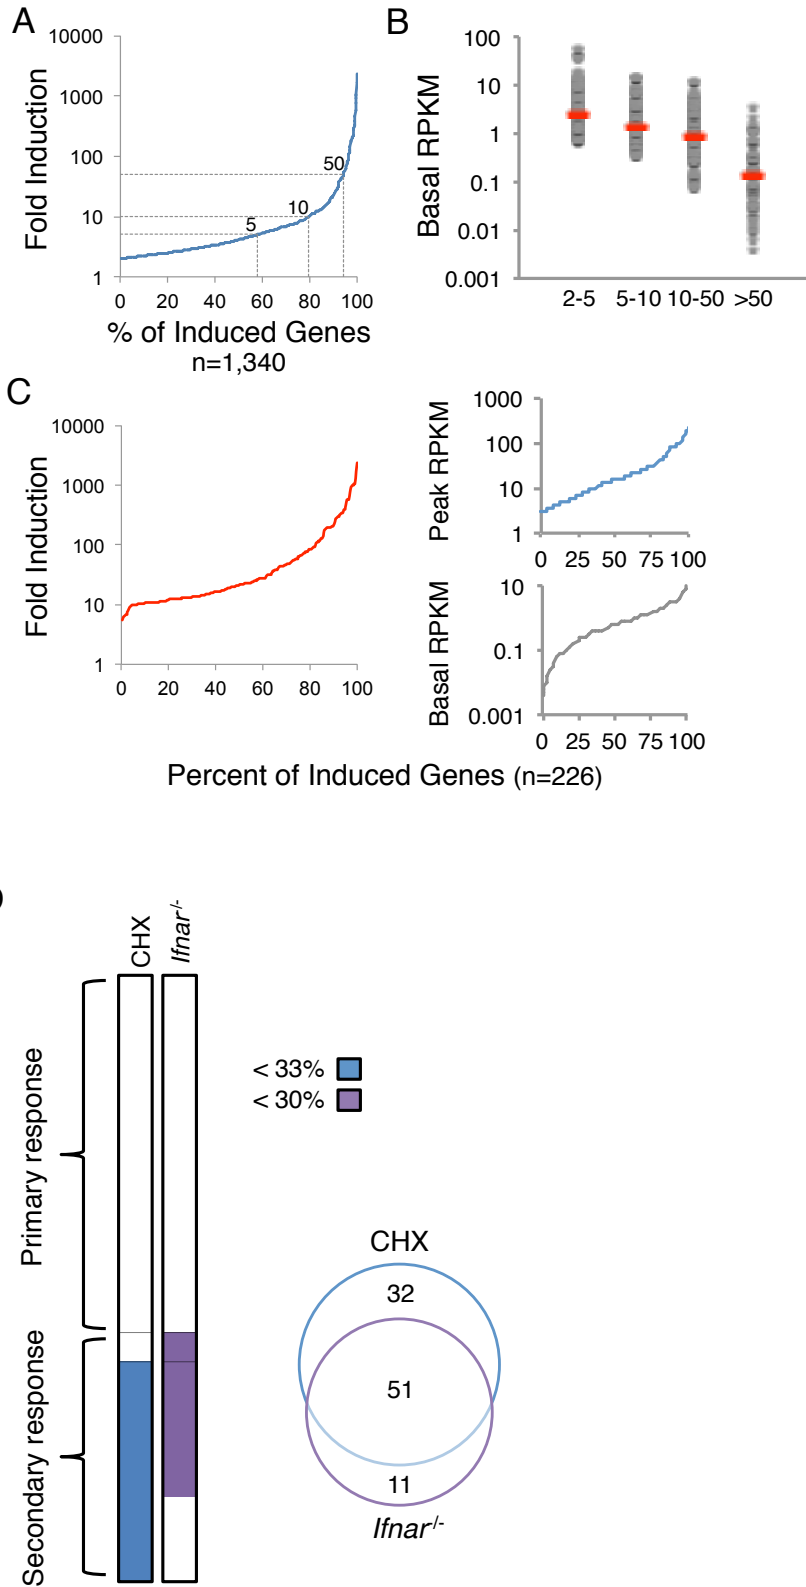 A
B
10000
1000
100
10
1
Fold Induction
50
10
5
0 20 40 60 80 100
% of Induced Genes
n=1,340
100
10
1
0.1
0.01
0.001
Basal RPKM
2-5 5-10 10-50 >50
C
10000
1000
100
10
1
Fold Induction
0 20 40 60 80 100
1000
100
10
1
Peak RPKM
0 25 50 75 100
10
0.1
0.001
Basal RPKM
0 25 50 75 100
Percent of Induced Genes (n=226)
CHX
Ifnar-/-
Primary response
Secondary response
< 33%
< 30%
CHX
32
51
11
Ifnar-/-